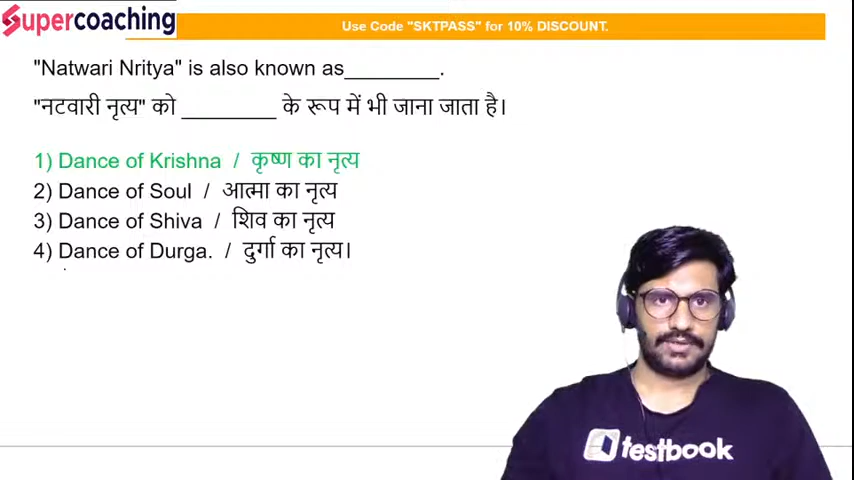 Supercoaching
Use Code "SKTPASS" for 10% DISCOUNT.
"Natwari Nritya" is also known as________.
"नटवारी नृत्य" को ________ के रूप में भी जाना जाता है।
1) Dance of Krishna / कृष्ण का नृत्य
2) Dance of Soul / आत्मा का नृत्य
3) Dance of Shiva / शिव का नृत्य
4) Dance of Durga. / दुर्गा का नृत्य।
testbook